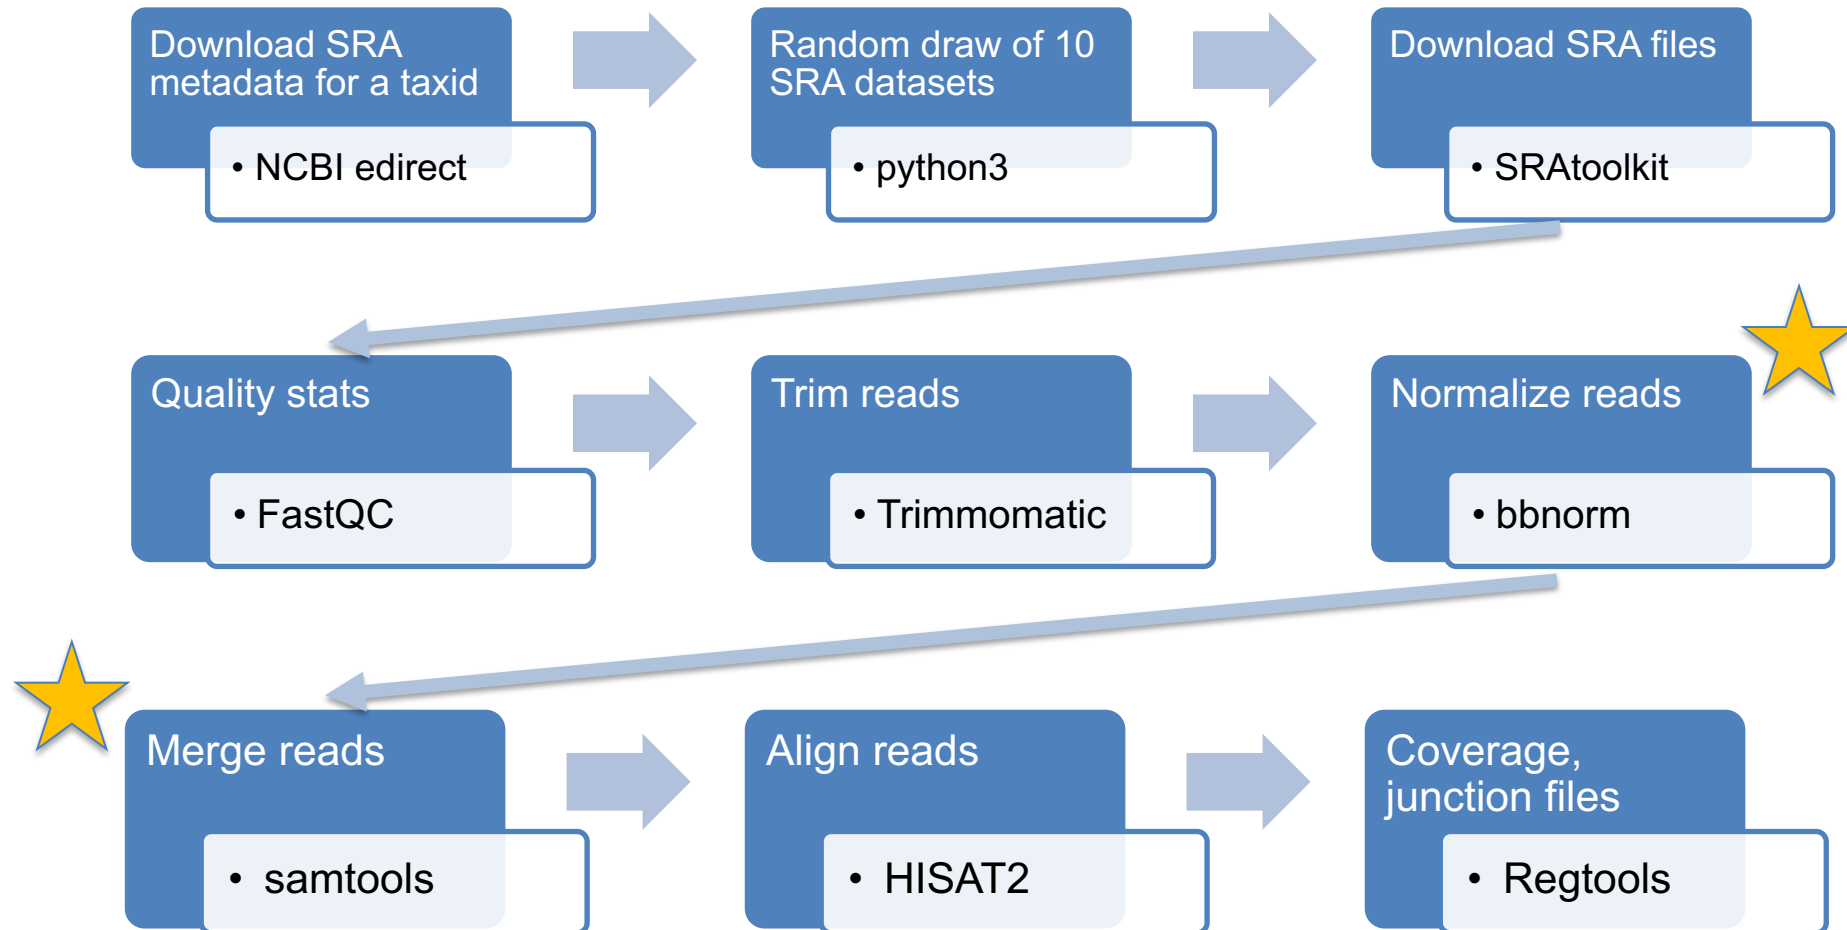 Download SRA
metadata for a taxid
• NCBI edirect
Random draw of 10
SRA datasets
• python3
Download SRA files
• SRAtoolkit
Quality stats
• FastQC
Trim reads
• Trimmomatic
Normalize reads
• bbnorm
Merge reads
• samtools
Align reads
• HISAT2
Coverage,
junction files
• Regtools